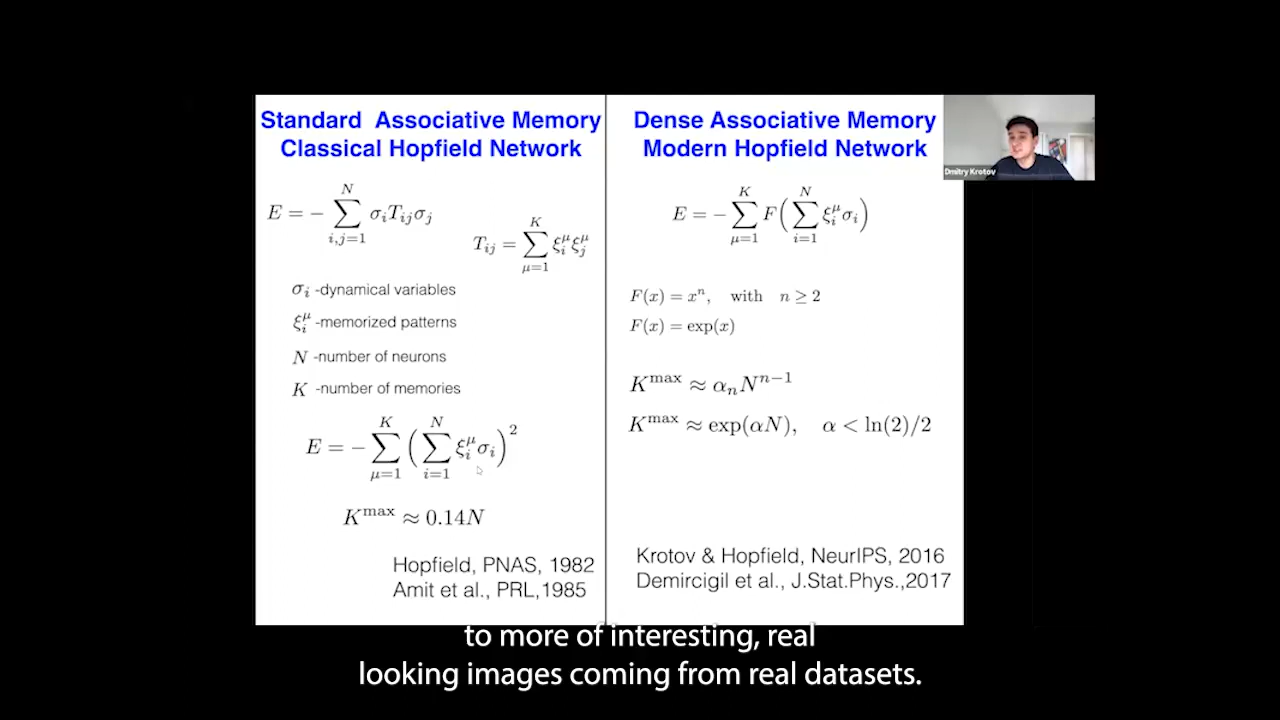 Standard Associative Memory
Classical Hopfield Network
E = − ∑_{i,j=1}^{N} σ_i T_{ij} σ_j
T_{ij} = ∑_{μ=1}^{K} ξ_i^μ ξ_j^μ
σ_i -dynamical variables
ξ_i^μ -memorized patterns
N -number of neurons
K -number of memories
E = − ∑_{μ=1}^{K} ( ∑_{i=1}^{N} ξ_i^μ σ_i )^2
K^max ≈ 0.14N
Hopfield, PNAS, 1982
Amit et al., PRL,1985
Dense Associative Memory
Modern Hopfield Network
E = − ∑_{μ=1}^{K} F( ∑_{i=1}^{N} ξ_i^μ σ_i )
F(x) = x^n, with n ≥ 2
F(x) = exp(x)
K^max ≈ α_n N^{n−1}
K^max ≈ exp(αN), α < ln(2)/2
Krotov & Hopfield, NeurIPS, 2016
Demircigil et al., J.Stat.Phys.,2017
Dmitry Krotov
to more of interesting, real
looking images coming from real datasets.